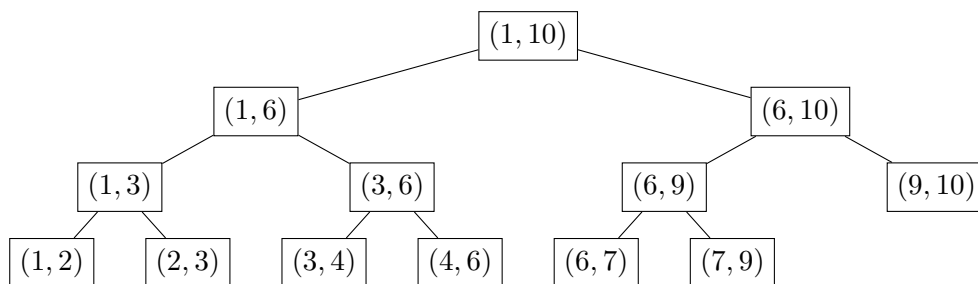 (1, 10)
(1, 6) (6, 10)
(1, 3) (3, 6) (6, 9) (9, 10)
(1, 2) (2, 3) (3, 4) (4, 6) (6, 7) (7, 9)